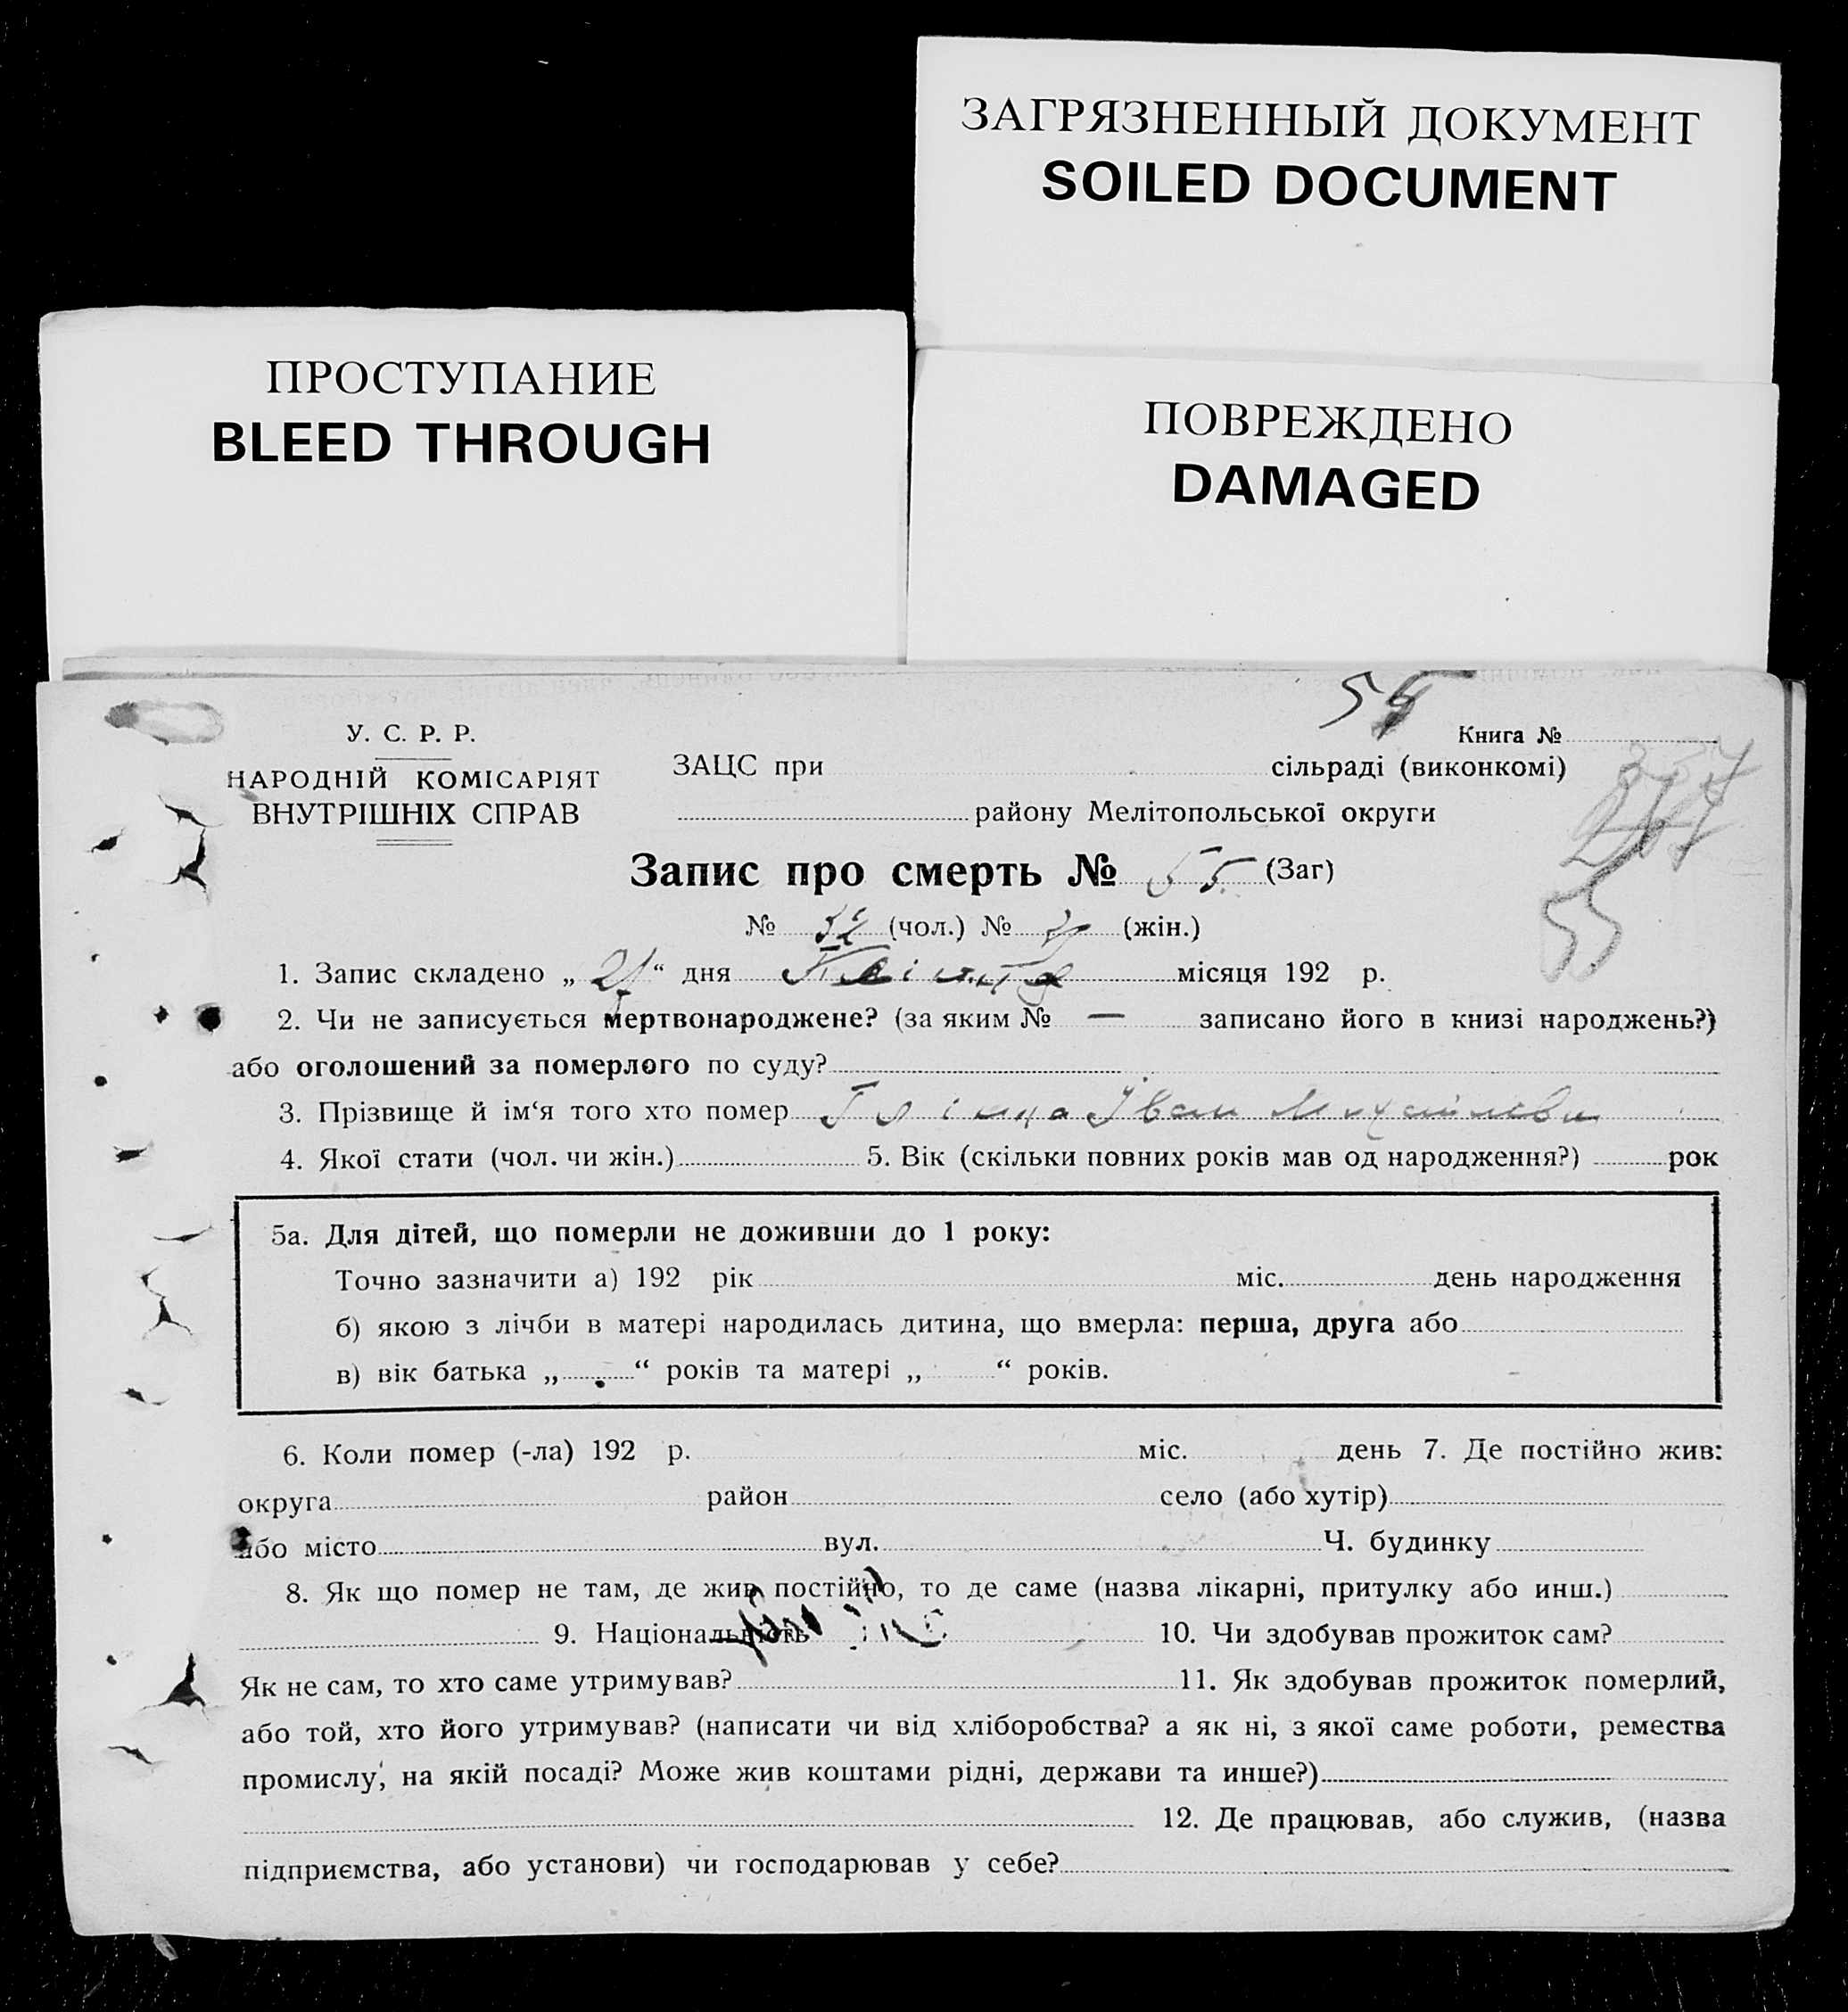 ЗАГРЯЗНЕННЫЙ ДОКУМЕНТ
SOILED DOCUMENT
ПРОСТУПАНИЕ
BLEED THROUGH
ПОВРЕЖДЕНО
DAMAGED
У. С. Р. Р.
НАРОДНІЙ КОМІСАРІЯТ
ВНУТРІШНІХ СПРАВ
Книга №
ЗАЦС при сільраді (виконкомі)
району Мелітопольської округи
55
Запис про смерть № 55 (Заг)
№ (чол.) № (жін.)
1. Запис складено „ “ дня місяця 192 р.
2. Чи не записується мертвонароджене? (за яким № — записано його в книзі народжень?)
або оголошений за померлого по суду?
3. Прізвище й ім‘я того хто помер Іван
4. Якої стати (чол. чи жін.) 5. Вік (скільки повних років мав од народження?) рок
5а. Для дітей, що померли не доживши до 1 року:
Точно зазначити а) 192 рік міс. день народження
б) якою з лічби в матері народилась дитина, що вмерла: перша, друга або
в) вік батька „ “ років та матері „ “ років.
6. Коли помер (-ла) 192 р. міс. день 7. Де постійно жив:
округа район село (або хутір)
або місто вул. Ч. будинку
8. Як що помер не там, де жив постійно, то де саме (назва лікарні, притулку або инш.)
9. Національність 10. Чи здобував прожиток сам?
Як не сам, то хто саме утримував? 11. Як здобував прожиток померлий,
або той, хто його утримував? (написати чи від хліборобства? а як ні, з якої саме роботи, ремества
промислу, на якій посаді? Може жив коштами рідні, держави та инше?)
12. Де працював, або служив, (назва
підприємства, або установи) чи господарював у себе?